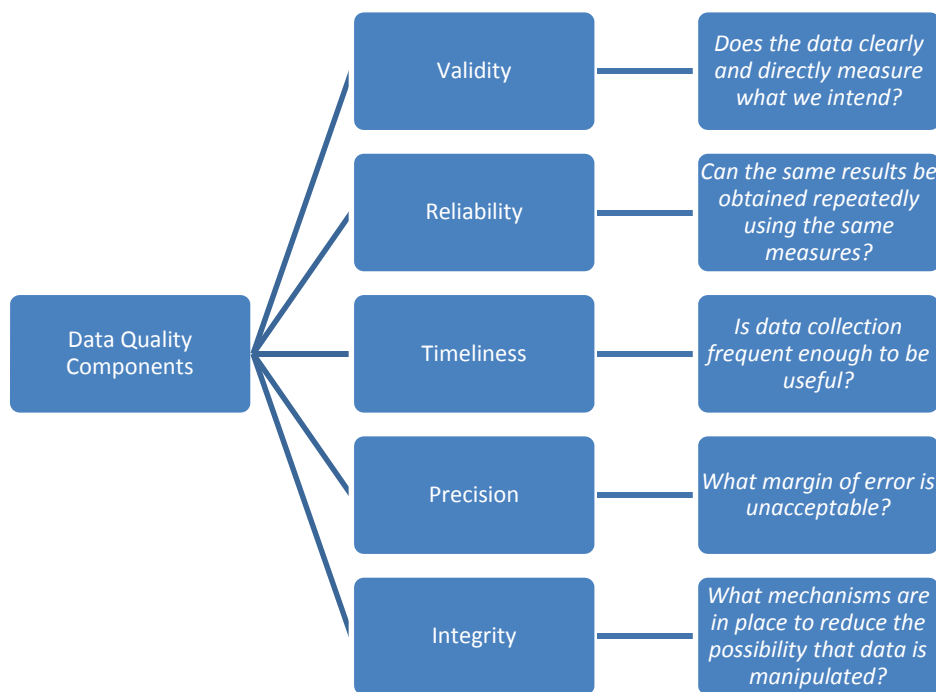 Data Quality
Components
Validity
Does the data clearly
and directly measure
what we intend?
Reliability
Can the same results be
obtained repeatedly
using the same
measures?
Timeliness
Is data collection
frequent enough to be
useful?
Precision
What margin of error is
unacceptable?
Integrity
What mechanisms are
in place to reduce the
possibility that data is
manipulated?